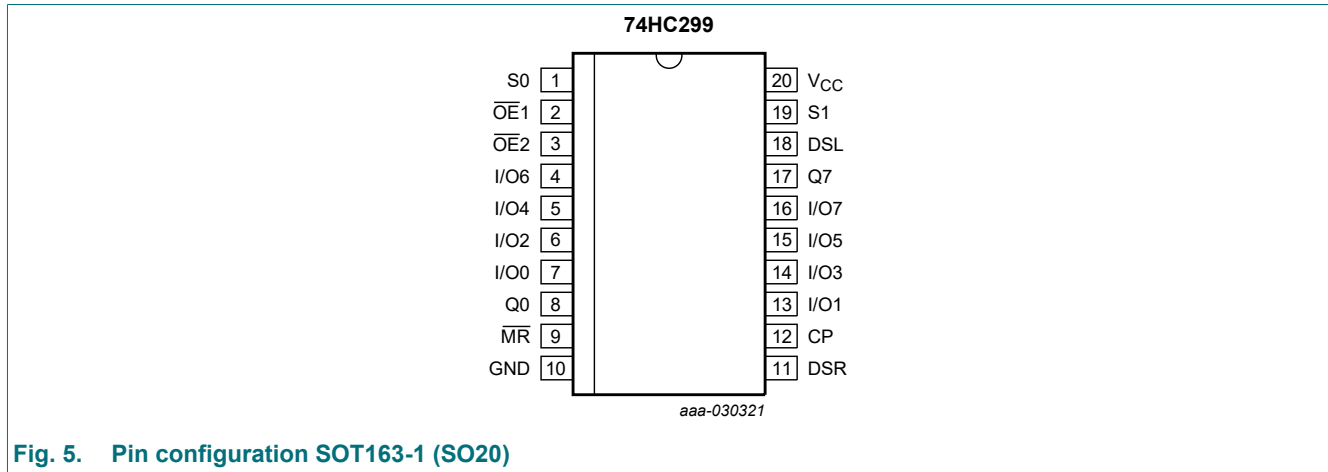 74HC299
S0 1 20 VCC
OE1 2 19 S1
OE2 3 18 DSL
I/O6 4 17 Q7
I/O4 5 16 I/O7
I/O2 6 15 I/O5
I/O0 7 14 I/O3
Q0 8 13 I/O1
MR 9 12 CP
GND 10 11 DSR
aaa-030321
Fig. 5. Pin configuration SOT163-1 (SO20)